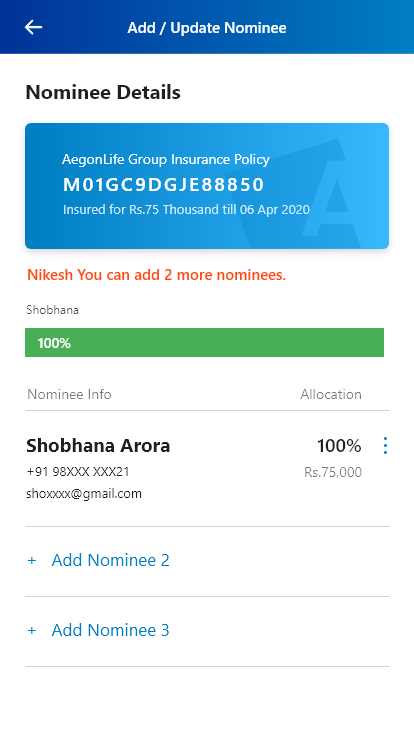 Add / Update Nominee
Nominee Details
AegonLife Group Insurance Policy
M01GC9DGJE88850
Insured for Rs.75 Thousand till 06 Apr 2020
Nikesh You can add 2 more nominees.
Shobhana
100%
Nominee Info Allocation
Shobhana Arora 100%
+91 98XXX XXX21 Rs.75,000
shoxxxx@gmail.com
+ Add Nominee 2
+ Add Nominee 3